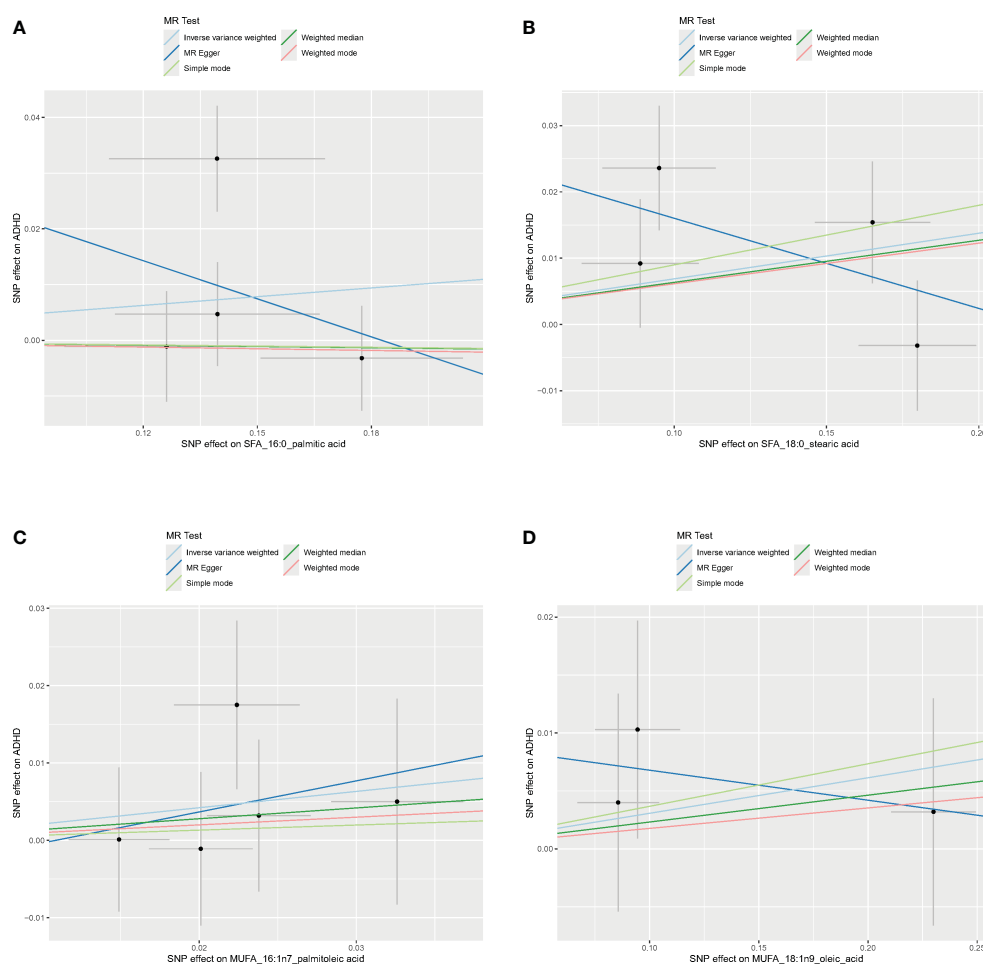 A
MR Test
Inverse variance weighted
Weighted median
MR Egger
Weighted mode
Simple mode
SNP effect on ADHD
0.04
0.02
0.00
0.12
0.15
0.18
SNP effect on SFA_16:0_palmitic acid
B
MR Test
Inverse variance weighted
Weighted median
MR Egger
Weighted mode
Simple mode
SNP effect on ADHD
0.03
0.02
0.01
0.00
−0.01
0.10
0.15
0.20
SNP effect on SFA_18:0_stearic acid
C
MR Test
Inverse variance weighted
Weighted median
MR Egger
Weighted mode
Simple mode
SNP effect on ADHD
0.03
0.02
0.01
0.00
−0.01
0.02
0.03
SNP effect on MUFA_16:1n7_palmitoleic acid
D
MR Test
Inverse variance weighted
Weighted median
MR Egger
Weighted mode
Simple mode
SNP effect on ADHD
0.02
0.01
0.00
0.10
0.15
0.20
0.25
SNP effect on MUFA_18:1n9_oleic_acid